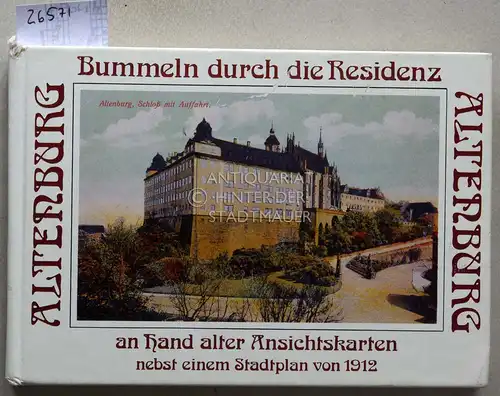 26571
Bummeln durch die Residenz
ALTENBURG
Altenburg, Schloß mit Auffahrt.
ANTIQUARIAT
HINTER DER
STADTMAUER
ALTENBURG
an Hand alter Ansichtskarten
nebst einem Stadtplan von 1912